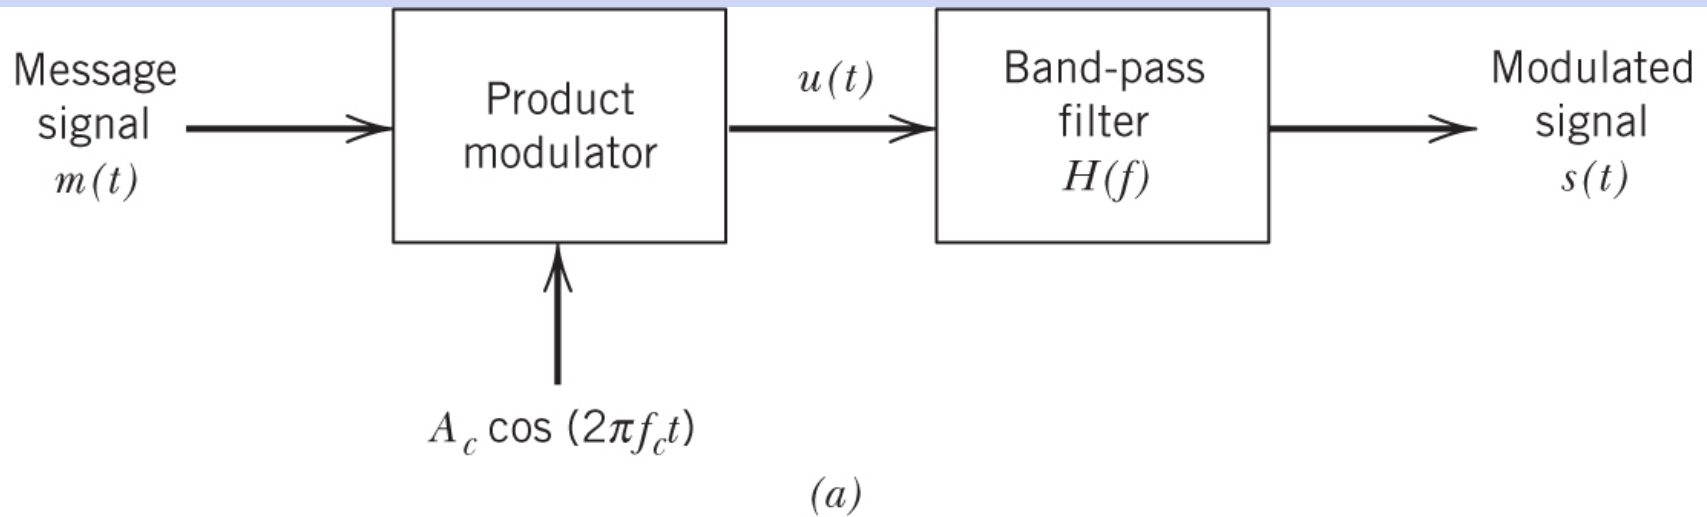 Message
signal
m(t)
Product
modulator
u(t)
Band-pass
filter
H(f)
Modulated
signal
s(t)
A_c cos (2πf_ct)
(a)